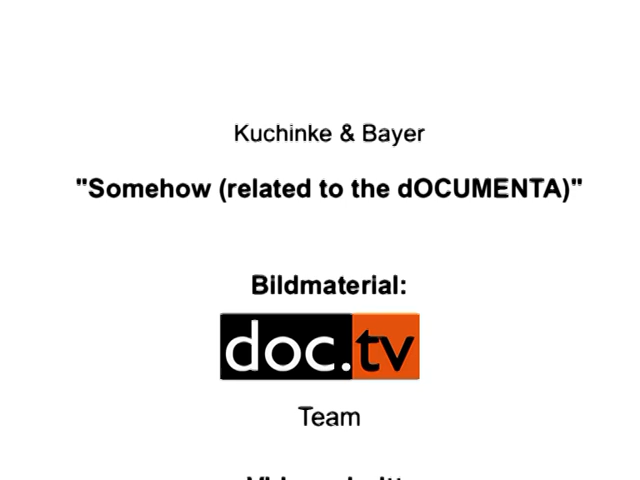 Kuchinke & Bayer
"Somehow (related to the dOCUMENTA)"
Bildmaterial:
doc.tv
Team